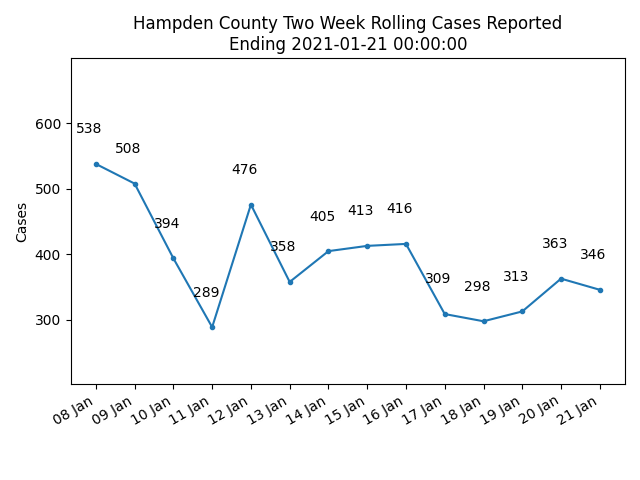 Hampden County Two Week Rolling Cases Reported
Ending 2021-01-21 00:00:00
Cases
600
500
400
300
538
508
394
289
476
358
405
413
416
309
298
313
363
346
08 Jan
09 Jan
10 Jan
11 Jan
12 Jan
13 Jan
14 Jan
15 Jan
16 Jan
17 Jan
18 Jan
19 Jan
20 Jan
21 Jan